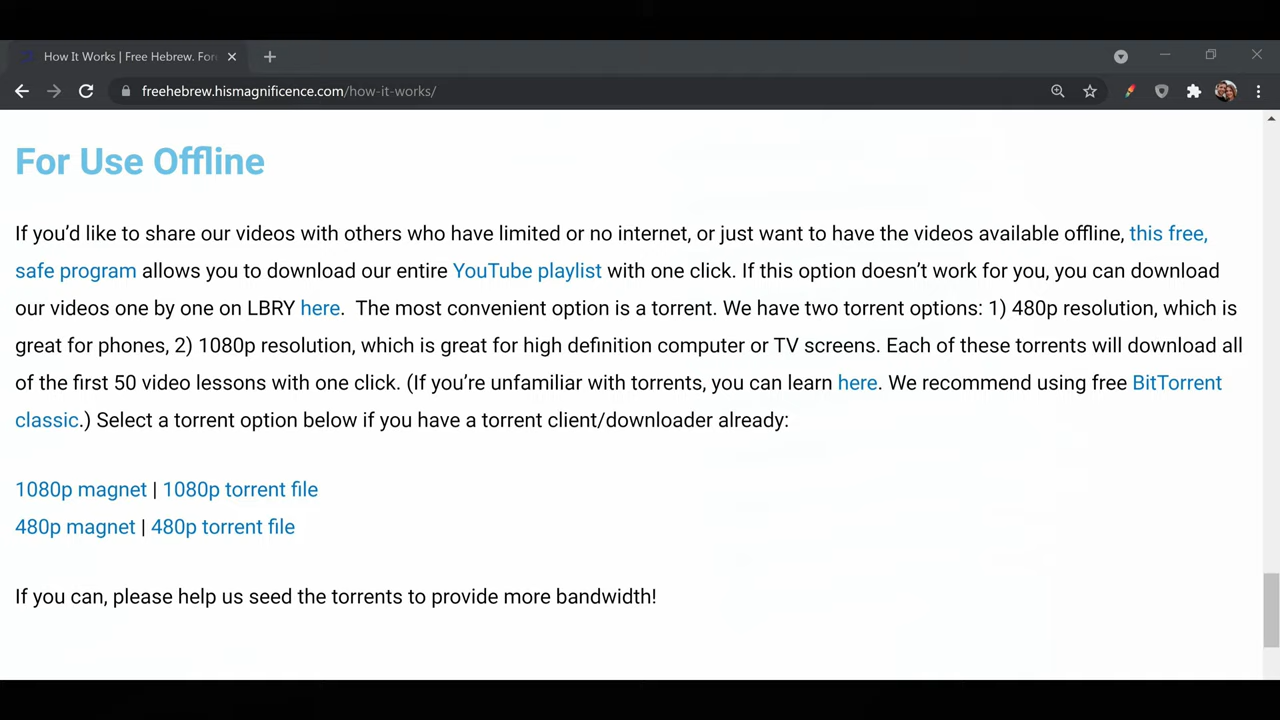 How It Works | Free Hebrew. For
freehebrew.hismagnificence.com/how-it-works/
For Use Offline
If you’d like to share our videos with others who have limited or no internet, or just want to have the videos available offline, this free,
safe program allows you to download our entire YouTube playlist with one click. If this option doesn’t work for you, you can download
our videos one by one on LBRY here.  The most convenient option is a torrent. We have two torrent options: 1) 480p resolution, which is
great for phones, 2) 1080p resolution, which is great for high definition computer or TV screens. Each of these torrents will download all
of the first 50 video lessons with one click. (If you’re unfamiliar with torrents, you can learn here. We recommend using free BitTorrent
classic.) Select a torrent option below if you have a torrent client/downloader already:
1080p magnet | 1080p torrent file
480p magnet | 480p torrent file
If you can, please help us seed the torrents to provide more bandwidth!